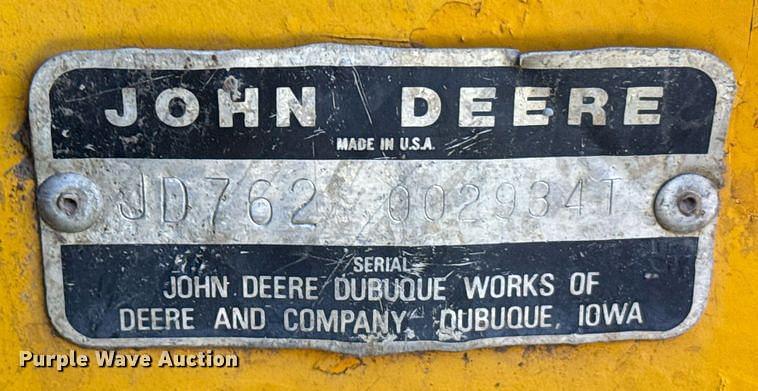 JOHN DEERE
MADE IN U.S.A.
JD762 002934T
SERIAL
JOHN DEERE DUBUQUE WORKS OF
DEERE AND COMPANY, DUBUQUE, IOWA
Purple Wave Auction